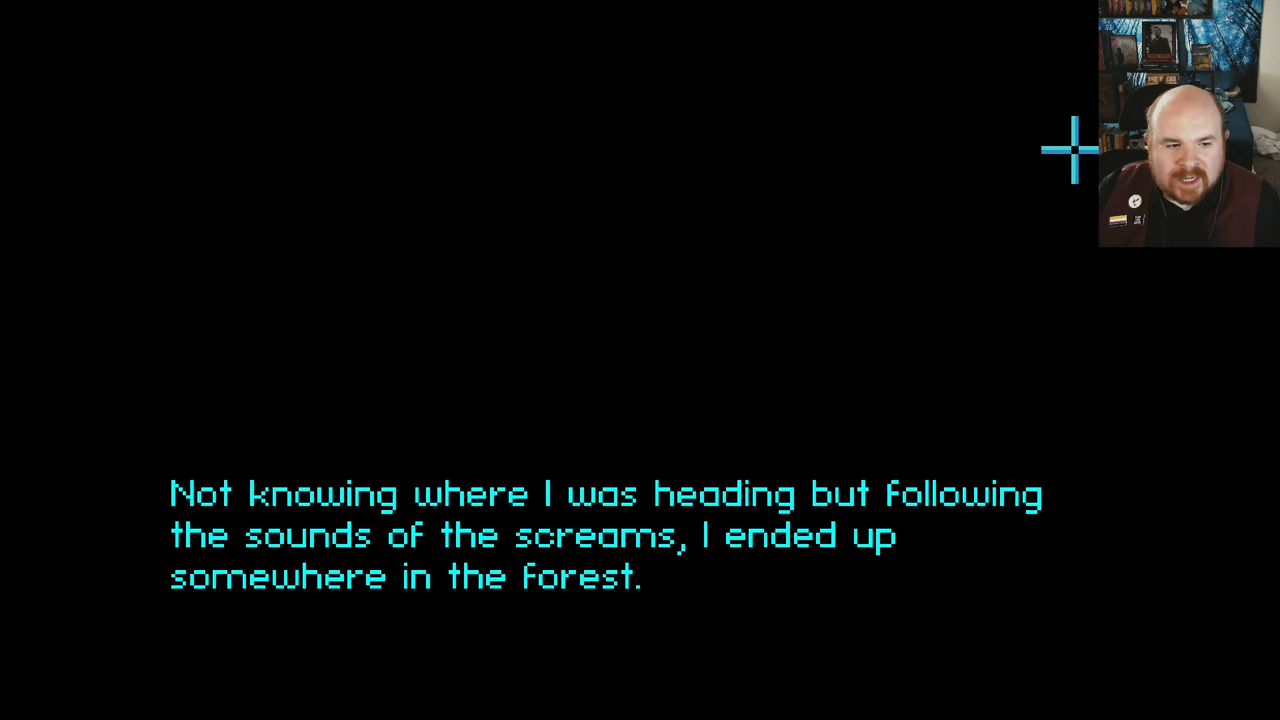 Not knowing where I was heading but following
the sounds of the screams, I ended up
somewhere in the forest.